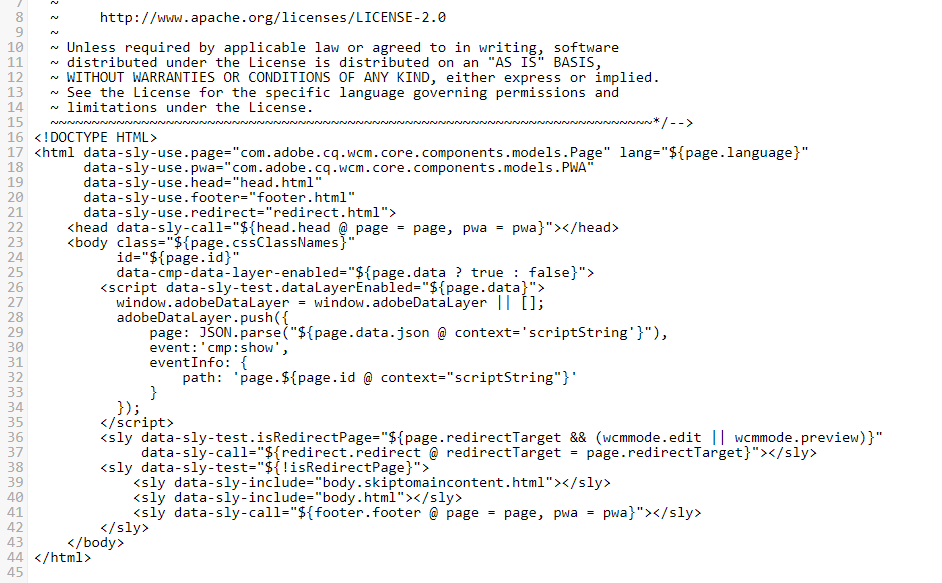 7 ~
8 ~ http://www.apache.org/licenses/LICENSE-2.0
9 ~
10 ~ Unless required by applicable law or agreed to in writing, software
11 ~ distributed under the License is distributed on an "AS IS" BASIS,
12 ~ WITHOUT WARRANTIES OR CONDITIONS OF ANY KIND, either express or implied.
13 ~ See the License for the specific language governing permissions and
14 ~ limitations under the License.
15 ~~~~~~~~~~~~~~~~~~~~~~~~~~~~~~~~~~~~~~~~~~~~~~~~~~~~~~~~~~~~~~~~~~~~~~~~~*/-->
16 <!DOCTYPE HTML>
17 <html data-sly-use.page="com.adobe.cq.wcm.core.components.models.Page" lang="${page.language}"
18 data-sly-use.pwa="com.adobe.cq.wcm.core.components.models.PWA"
19 data-sly-use.head="head.html"
20 data-sly-use.footer="footer.html"
21 data-sly-use.redirect="redirect.html">
22 <head data-sly-call="${head.head @ page = page, pwa = pwa}"></head>
23 <body class="${page.cssClassNames}"
24 id="${page.id}"
25 data-cmp-data-layer-enabled="${page.data ? true : false}">
26 <script data-sly-test.dataLayerEnabled="${page.data}">
27 window.adobeDataLayer = window.adobeDataLayer || [];
28 adobeDataLayer.push({
29 page: JSON.parse("${page.data.json @ context='scriptString'}"),
30 event:'cmp:show',
31 eventInfo: {
32 path: 'page.${page.id @ context="scriptString"}'
33 }
34 });
35 </script>
36 <sly data-sly-test.isRedirectPage="${page.redirectTarget && (wcmmode.edit || wcmmode.preview)}"
37 data-sly-call="${redirect.redirect @ redirectTarget = page.redirectTarget}"></sly>
38 <sly data-sly-test="${!isRedirectPage}">
39 <sly data-sly-include="body.skiptomaincontent.html"></sly>
40 <sly data-sly-include="body.html"></sly>
41 <sly data-sly-call="${footer.footer @ page = page, pwa = pwa}"></sly>
42 </sly>
43 </body>
44 </html>
45